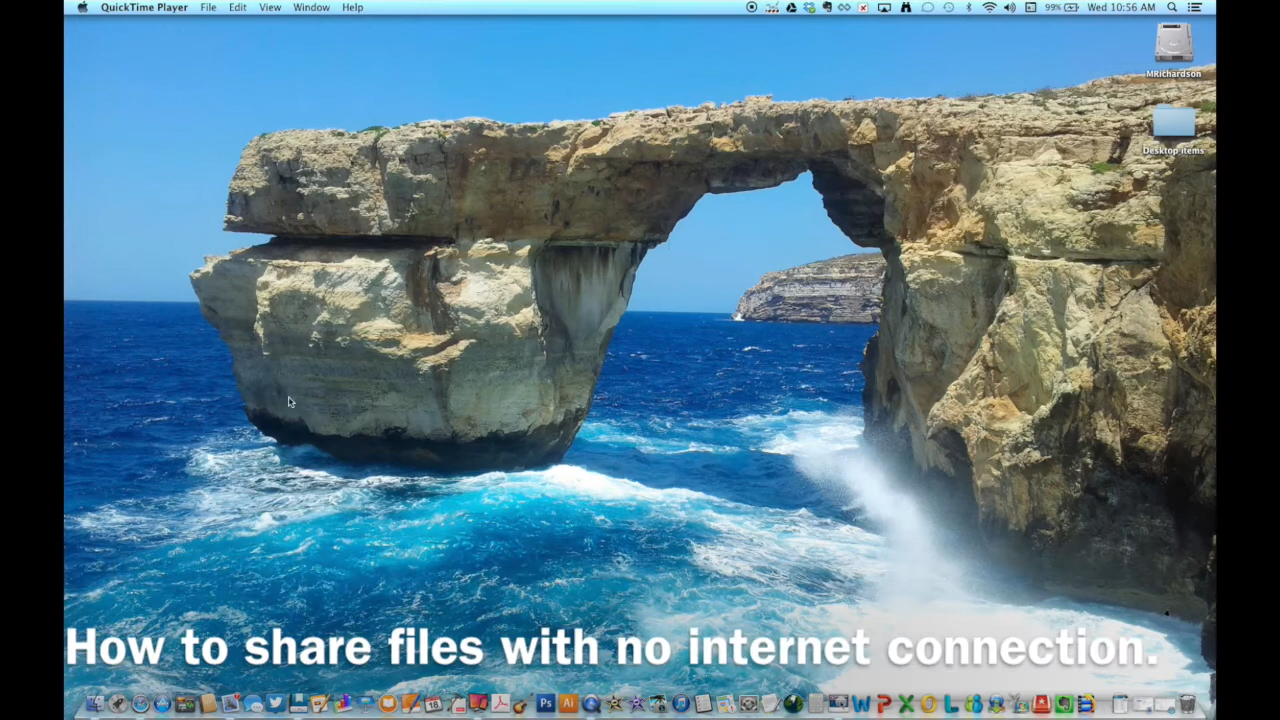 QuickTime Player File Edit View Window Help 99% Wed 10:56 AM
MRichardson
Desktop items
How to share files with no internet connection.